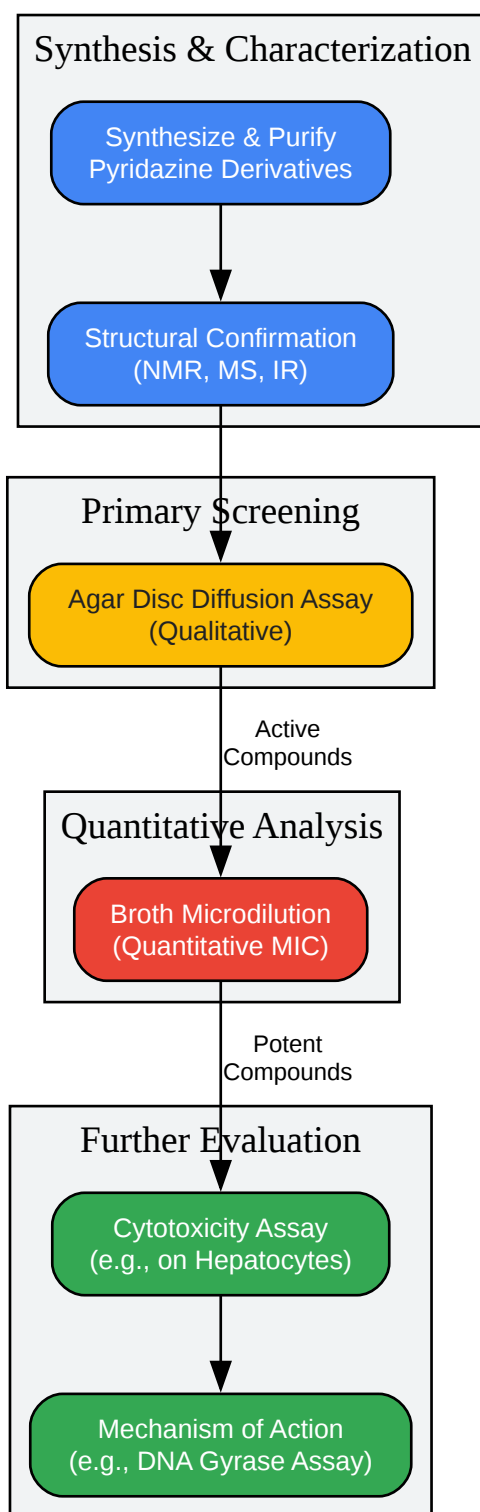 Synthesis & Characterization
Synthesize & Purify
Pyridazine Derivatives
Structural Confirmation
(NMR, MS, IR)
Primary Screening
Agar Disc Diffusion Assay
(Qualitative)
Active
Compounds
Quantitative Analysis
Broth Microdilution
(Quantitative MIC)
Potent
Compounds
Further Evaluation
Cytotoxicity Assay
(e.g., on Hepatocytes)
Mechanism of Action
(e.g., DNA Gyrase Assay)